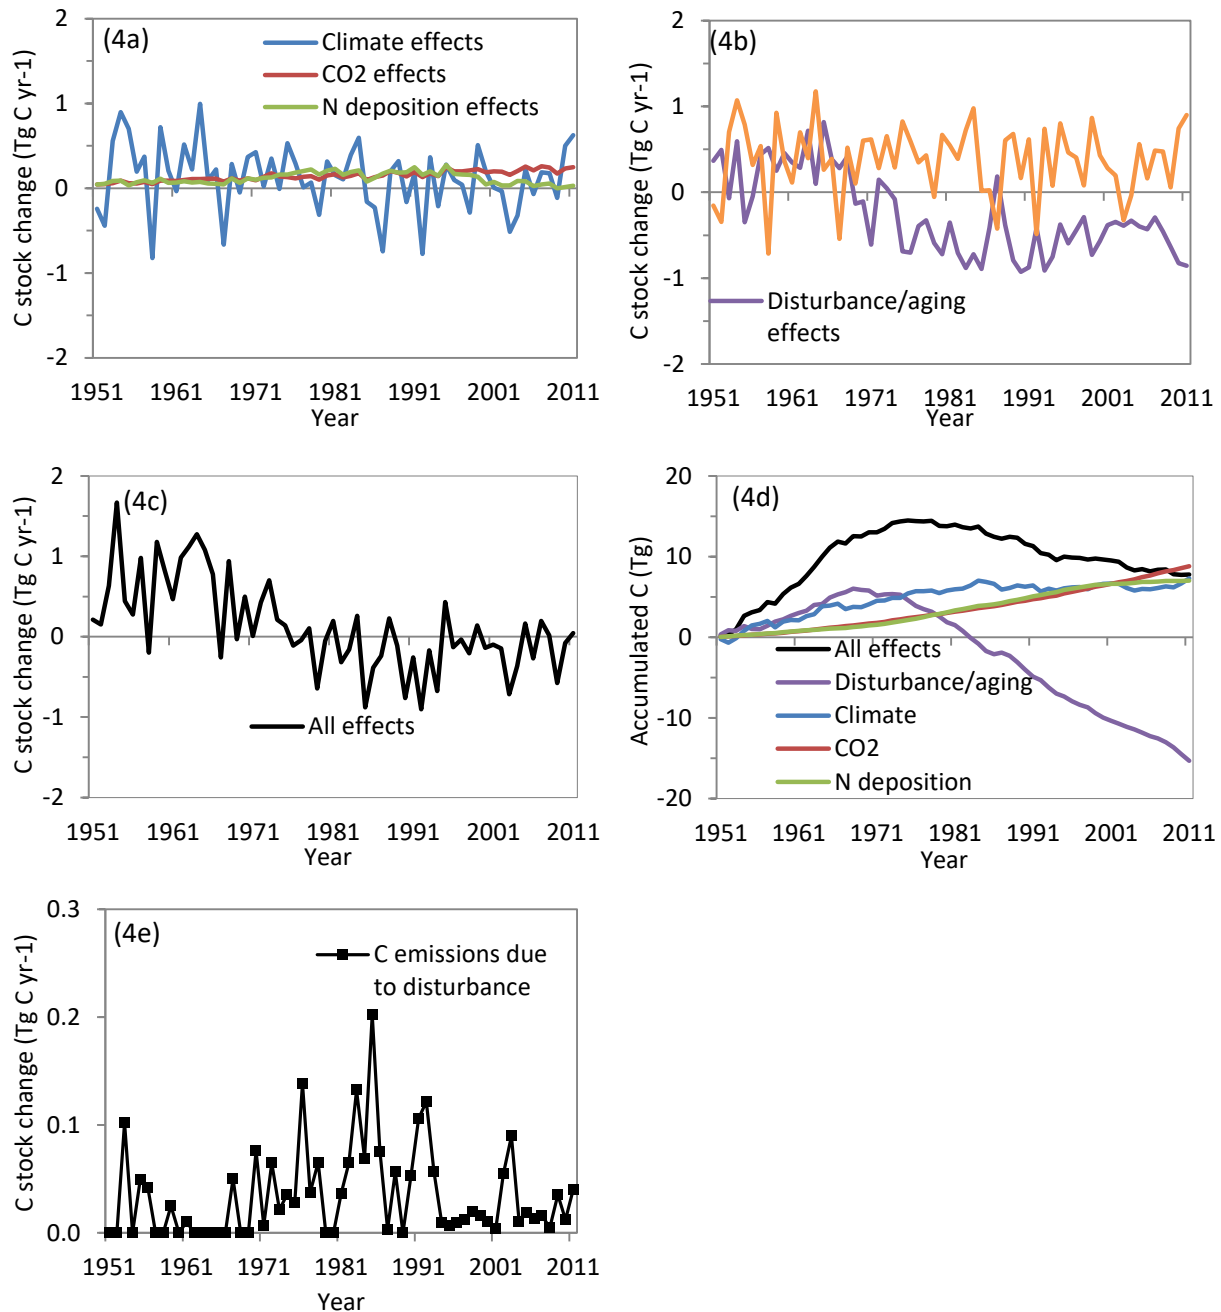 (4a)
C stock change (Tg C yr-1)
2
1
0
-1
-2
Climate effects
CO2 effects
N deposition effects
1951 1961 1971 1981 1991 2001 2011
Year
(4b)
C stock change (Tg C yr-1)
2
1
0
-1
-2
Disturbance/aging
effects
1951 1961 1971 1981 1991 2001 2011
Year
(4c)
C stock change (Tg C yr-1)
2
1
0
-1
-2
All effects
1951 1961 1971 1981 1991 2001 2011
Year
(4d)
Accumulated C (Tg)
20
10
0
-10
-20
All effects
Disturbance/aging
Climate
CO2
N deposition
1951 1961 1971 1981 1991 2001 2011
Year
(4e)
C stock change (Tg C yr-1)
0.3
0.2
0.1
0.0
C emissions due
to disturbance
1951 1961 1971 1981 1991 2001 2011
Year